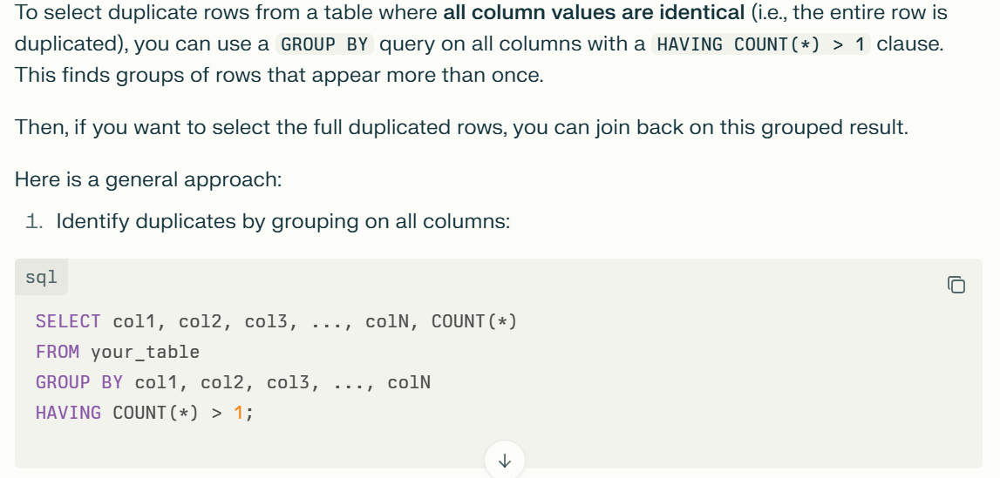 To select duplicate rows from a table where all column values are identical (i.e., the entire row is
duplicated), you can use a GROUP BY query on all columns with a HAVING COUNT(*) > 1 clause.
This finds groups of rows that appear more than once.
Then, if you want to select the full duplicated rows, you can join back on this grouped result.
Here is a general approach:
1. Identify duplicates by grouping on all columns:
sql
SELECT col1, col2, col3, ..., colN, COUNT(*)
FROM your_table
GROUP BY col1, col2, col3, ..., colN
HAVING COUNT(*) > 1;